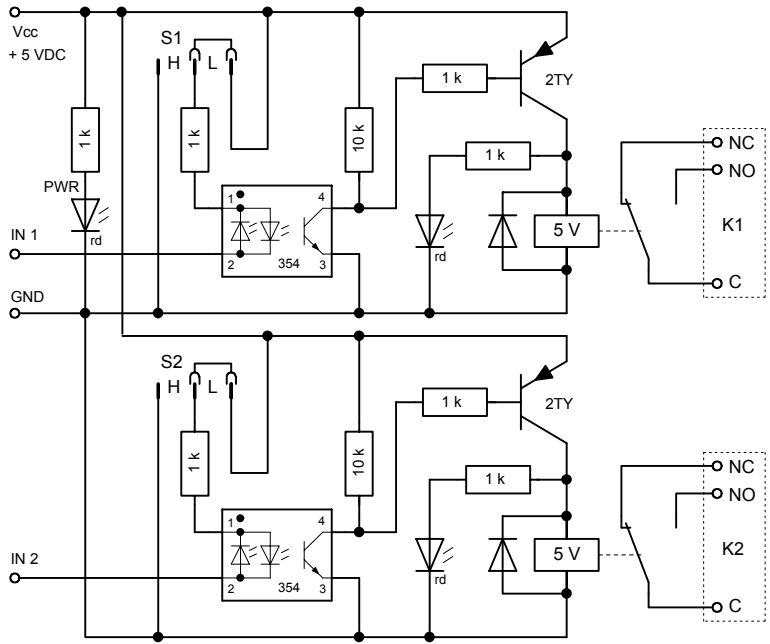 Vcc
+ 5 VDC
S1
H L
1 k
2TY
1 k
1 k
10 k
1 k
PWR
NC
NO
1 4
IN 1
rd
2 354 3
rd
5 V
K1
GND
C
S2
H L
1 k
2TY
1 k
10 k
1 k
NC
NO
1 4
IN 2
2 354 3
rd
5 V
K2
C